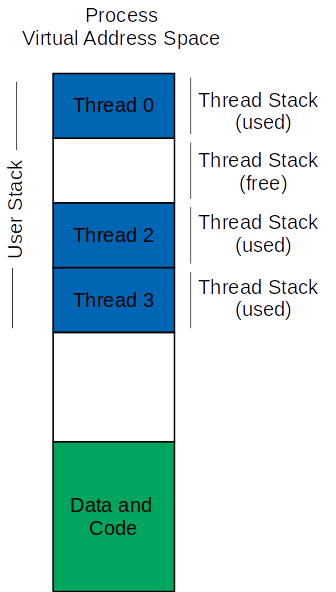 Process
Virtual Address Space
User Stack
Thread 0
Thread Stack
(used)
Thread Stack
(free)
Thread 2
Thread Stack
(used)
Thread 3
Thread Stack
(used)
Data and
Code